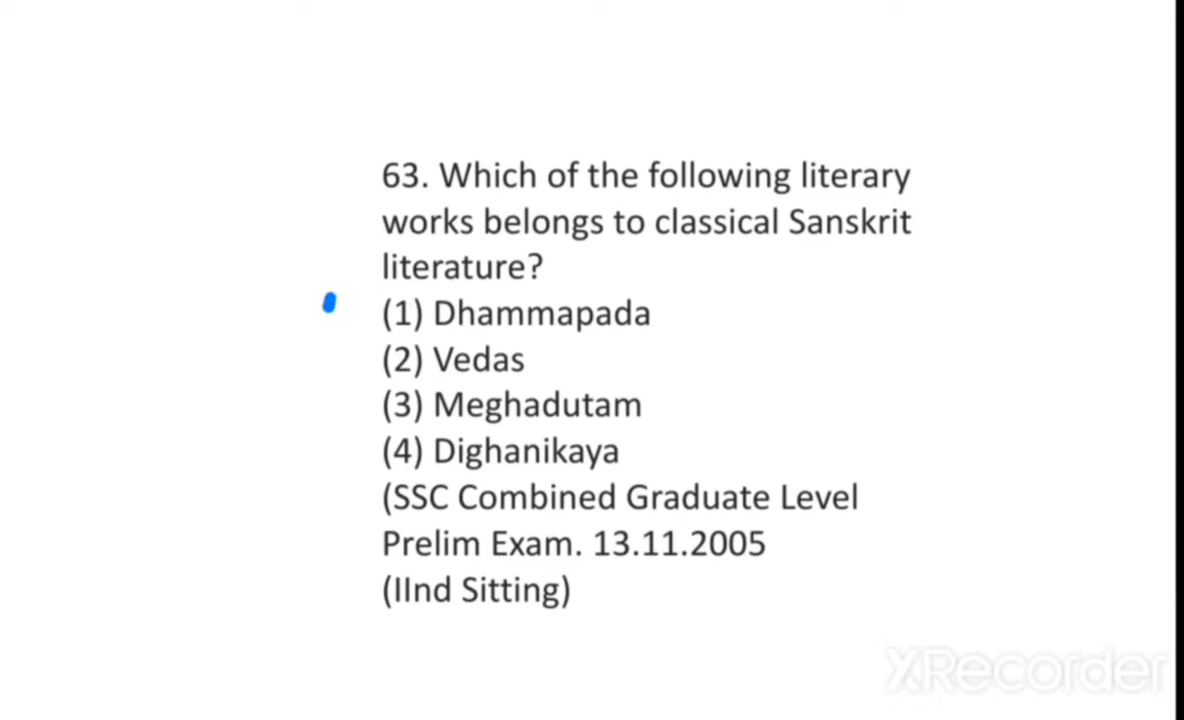 63. Which of the following literary
works belongs to classical Sanskrit
literature?
(1) Dhammapada
(2) Vedas
(3) Meghadutam
(4) Dighanikaya
(SSC Combined Graduate Level
Prelim Exam. 13.11.2005
(IInd Sitting)
XRecorder